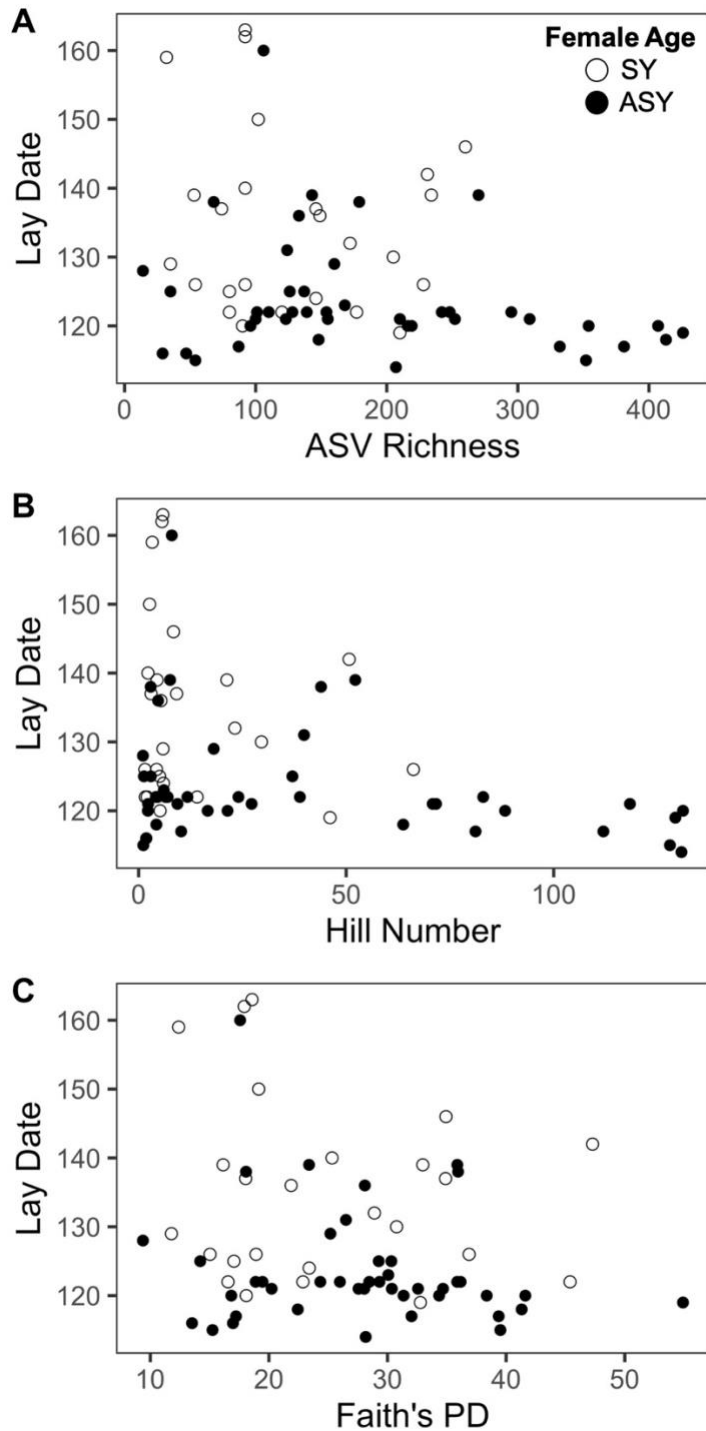 A
Female Age
SY
ASY
160
150
140
130
120
Lay Date
0 100 200 300 400
ASV Richness
B
160
150
140
130
120
Lay Date
0 50 100
Hill Number
C
160
150
140
130
120
Lay Date
10 20 30 40 50
Faith's PD